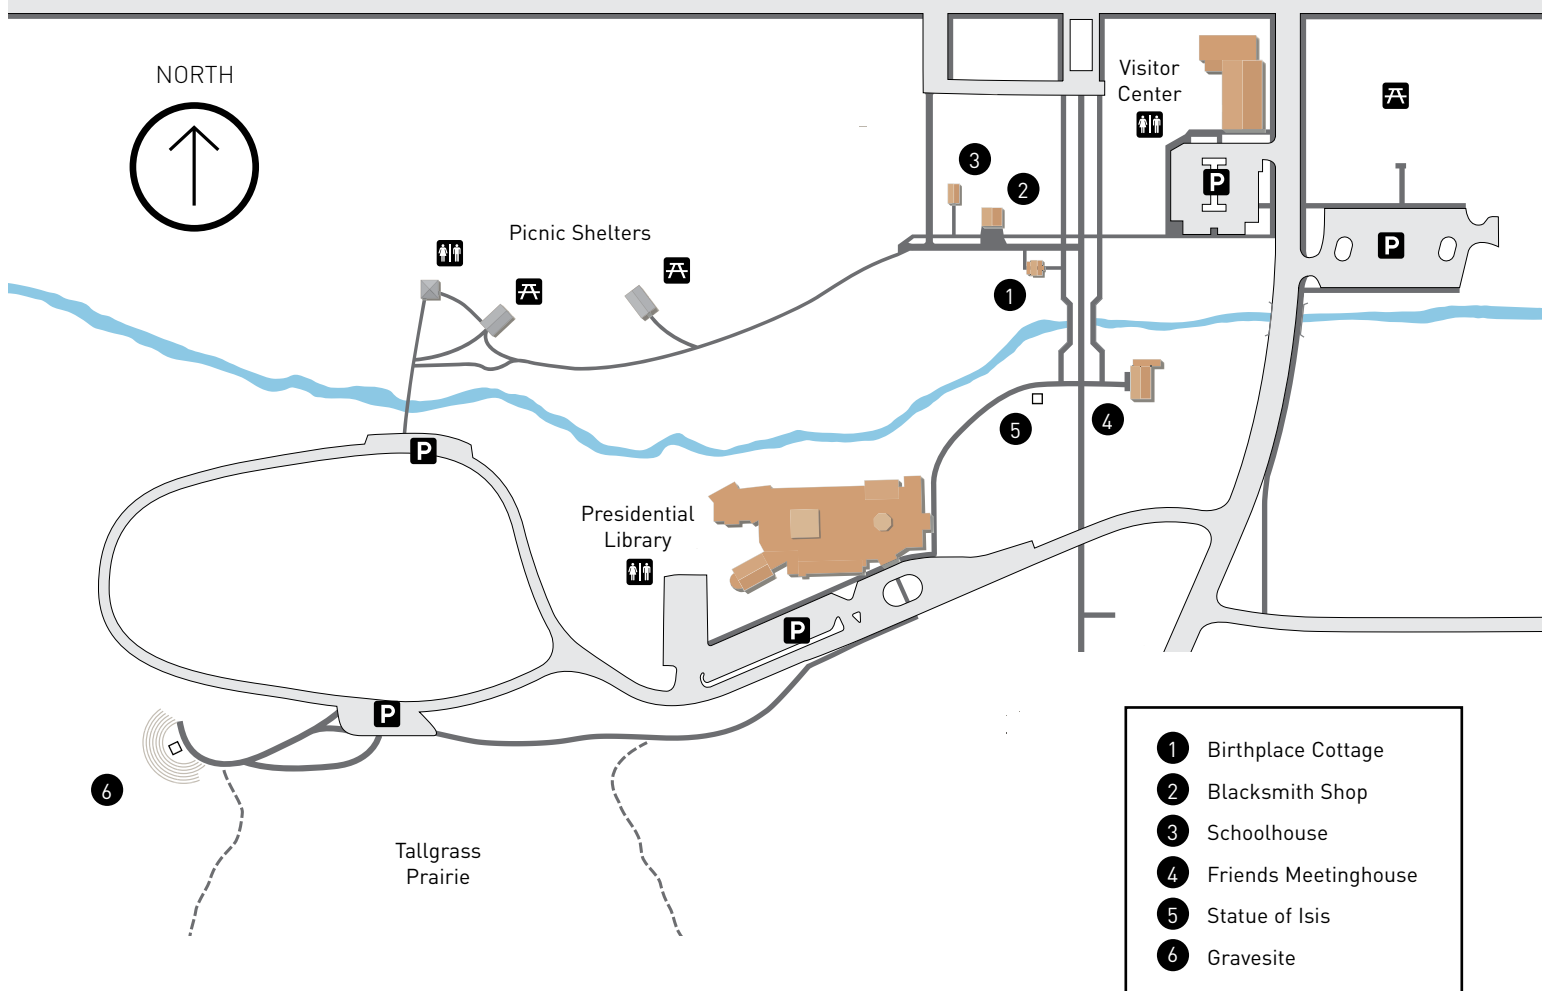 NORTH
Visitor
Center
P
3
2
Picnic Shelters
P
1
5
4
P
Presidential
Library
P
P
6
Tallgrass
Prairie
1 Birthplace Cottage
2 Blacksmith Shop
3 Schoolhouse
4 Friends Meetinghouse
5 Statue of Isis
6 Gravesite